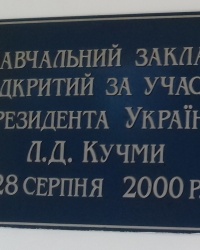 АВЧАЛЬНИЙ ЗАКЛА
ДКРИТИЙ ЗА УЧАС
РЕЗИДЕНТА УКРАЇН
Л.Д. КУЧМИ
28 СЕРПНЯ 2000 Р